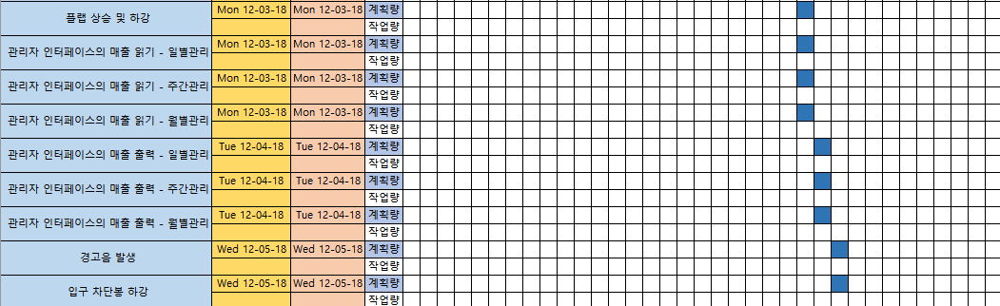 플랩 상승 및 하강 Mon 12-03-18 Mon 12-03-18 계획량
작업량
관리자 인터페이스의 매출 읽기 - 일별관리 Mon 12-03-18 Mon 12-03-18 계획량
작업량
관리자 인터페이스의 매출 읽기 - 주간관리 Mon 12-03-18 Mon 12-03-18 계획량
작업량
관리자 인터페이스의 매출 읽기 - 월별관리 Mon 12-03-18 Mon 12-03-18 계획량
작업량
관리자 인터페이스의 매출 출력 - 일별관리 Tue 12-04-18 Tue 12-04-18 계획량
작업량
관리자 인터페이스의 매출 출력 - 주간관리 Tue 12-04-18 Tue 12-04-18 계획량
작업량
관리자 인터페이스의 매출 출력 - 월별관리 Tue 12-04-18 Tue 12-04-18 계획량
작업량
경고음 발생 Wed 12-05-18 Wed 12-05-18 계획량
작업량
입구 차단봉 하강 Wed 12-05-18 Wed 12-05-18 계획량
작업량